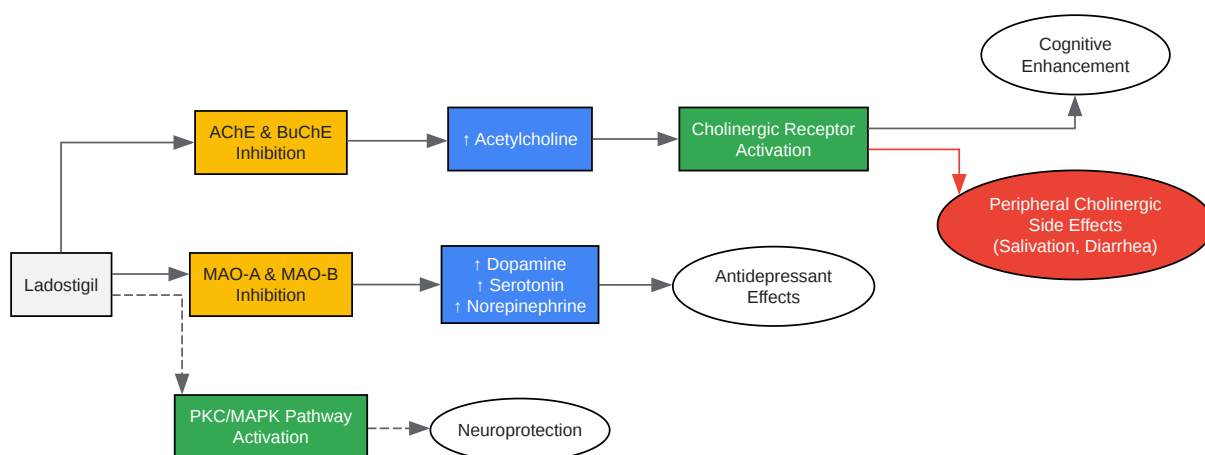 Cognitive
Enhancement
AChE & BuChE
Inhibition
↑ Acetylcholine
Cholinergic Receptor
Activation
Peripheral Cholinergic
Side Effects
(Salivation, Diarrhea)
Ladostigil
MAO-A & MAO-B
Inhibition
↑ Dopamine
↑ Serotonin
↑ Norepinephrine
Antidepressant
Effects
PKC/MAPK Pathway
Activation
Neuroprotection